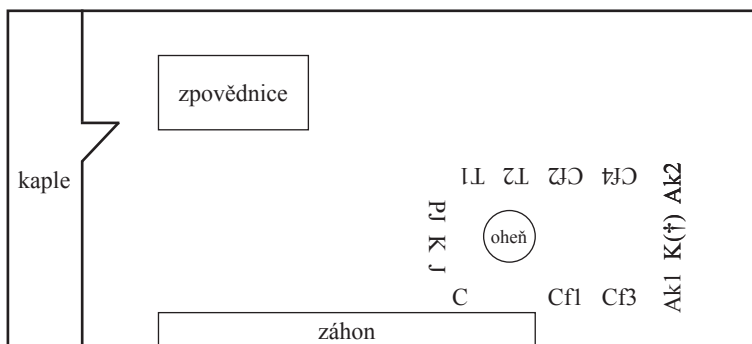 zpovědnice
kaple
T1 T2 Cf2 Cf4
Ak1 K(†) Ak2
PJ K J
oheň
C Cf1 Cf3
záhon